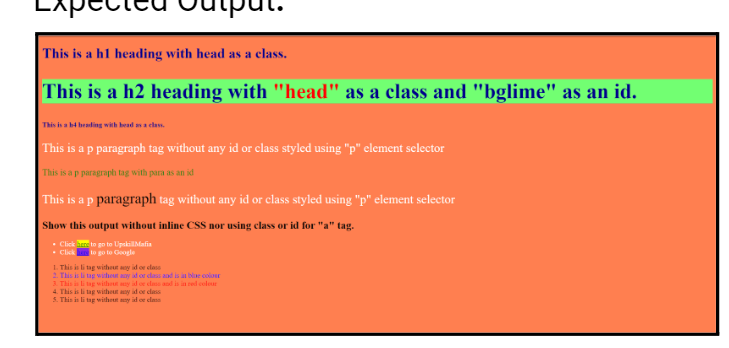 Expected Output:
This is a h1 heading with head as a class.
This is a h2 heading with "head" as a class and "bglime" as an id.
This is a h4 heading with head as a class.
This is a p paragraph tag without any id or class styled using "p" element selector
This is a p paragraph tag with para as an id
This is a p paragraph tag without any id or class styled using "p" element selector
Show this output without inline CSS nor using class or id for "a" tag.
• Click here to go to UpskillMafia
• Click to go to Google
1. This is li tag without any id or class
2. This is li tag without any id or class and is in blue colour
3. This is li tag without any id or class and is in red colour
4. This is li tag without any id or class
5. This is li tag without any id or class